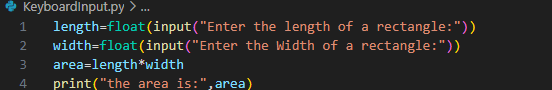 KeyboardInput.py > ...
1 length=float(input("Enter the length of a rectangle:"))
2 width=float(input("Enter the Width of a rectangle:"))
3 area=length*width
4 print("the area is:",area)